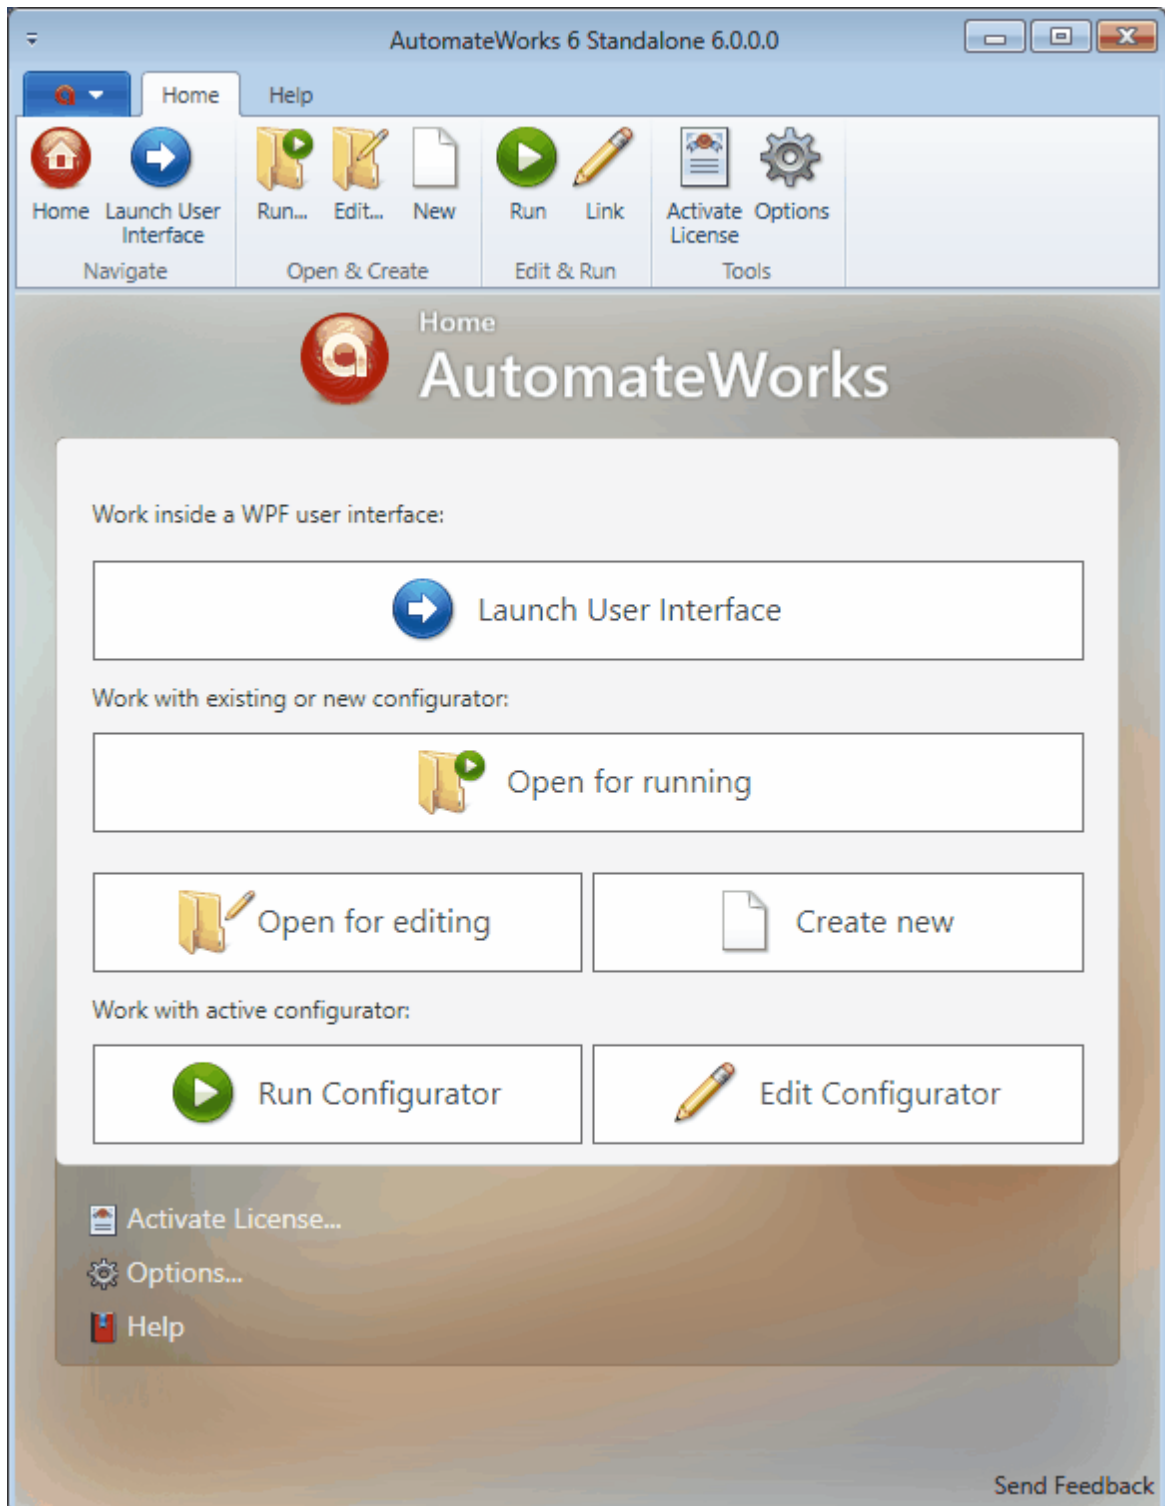 AutomateWorks 6 Standalone 6.0.0.0
Home Help
Home Launch User Interface Run... Edit... New Run Link Activate License Options
Navigate Open & Create Edit & Run Tools
Home
AutomateWorks
Work inside a WPF user interface:
Launch User Interface
Work with existing or new configurator:
Open for running
Open for editing Create new
Work with active configurator:
Run Configurator Edit Configurator
Activate License...
Options...
Help
Send Feedback